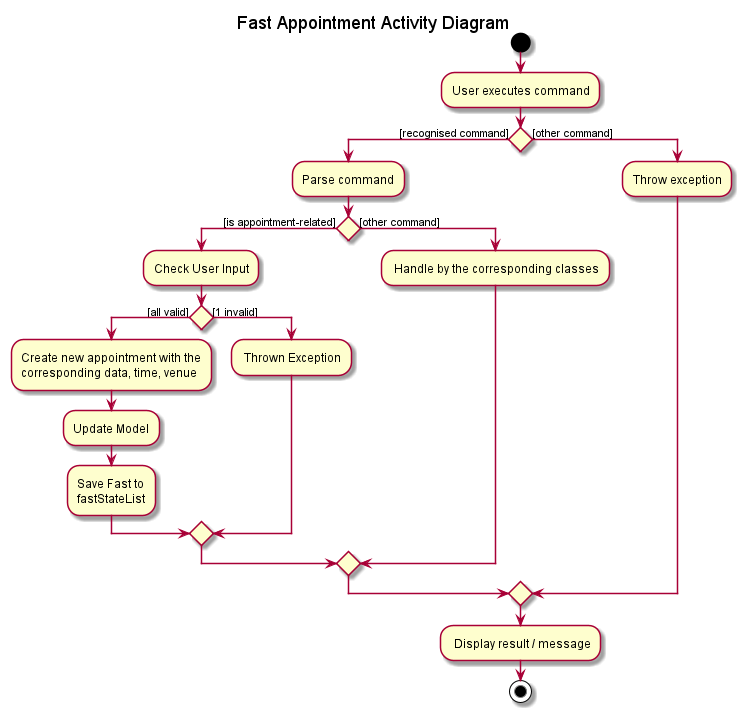 Fast Appointment Activity Diagram
User executes command
[recognised command]
[other command]
Parse command
Throw exception
[is appointment-related]
[other command]
Check User Input
Handle by the corresponding classes
[all valid]
[1 invalid]
Create new appointment with the
corresponding data, time, venue
Thrown Exception
Update Model
Save Fast to
fastStateList
Display result / message